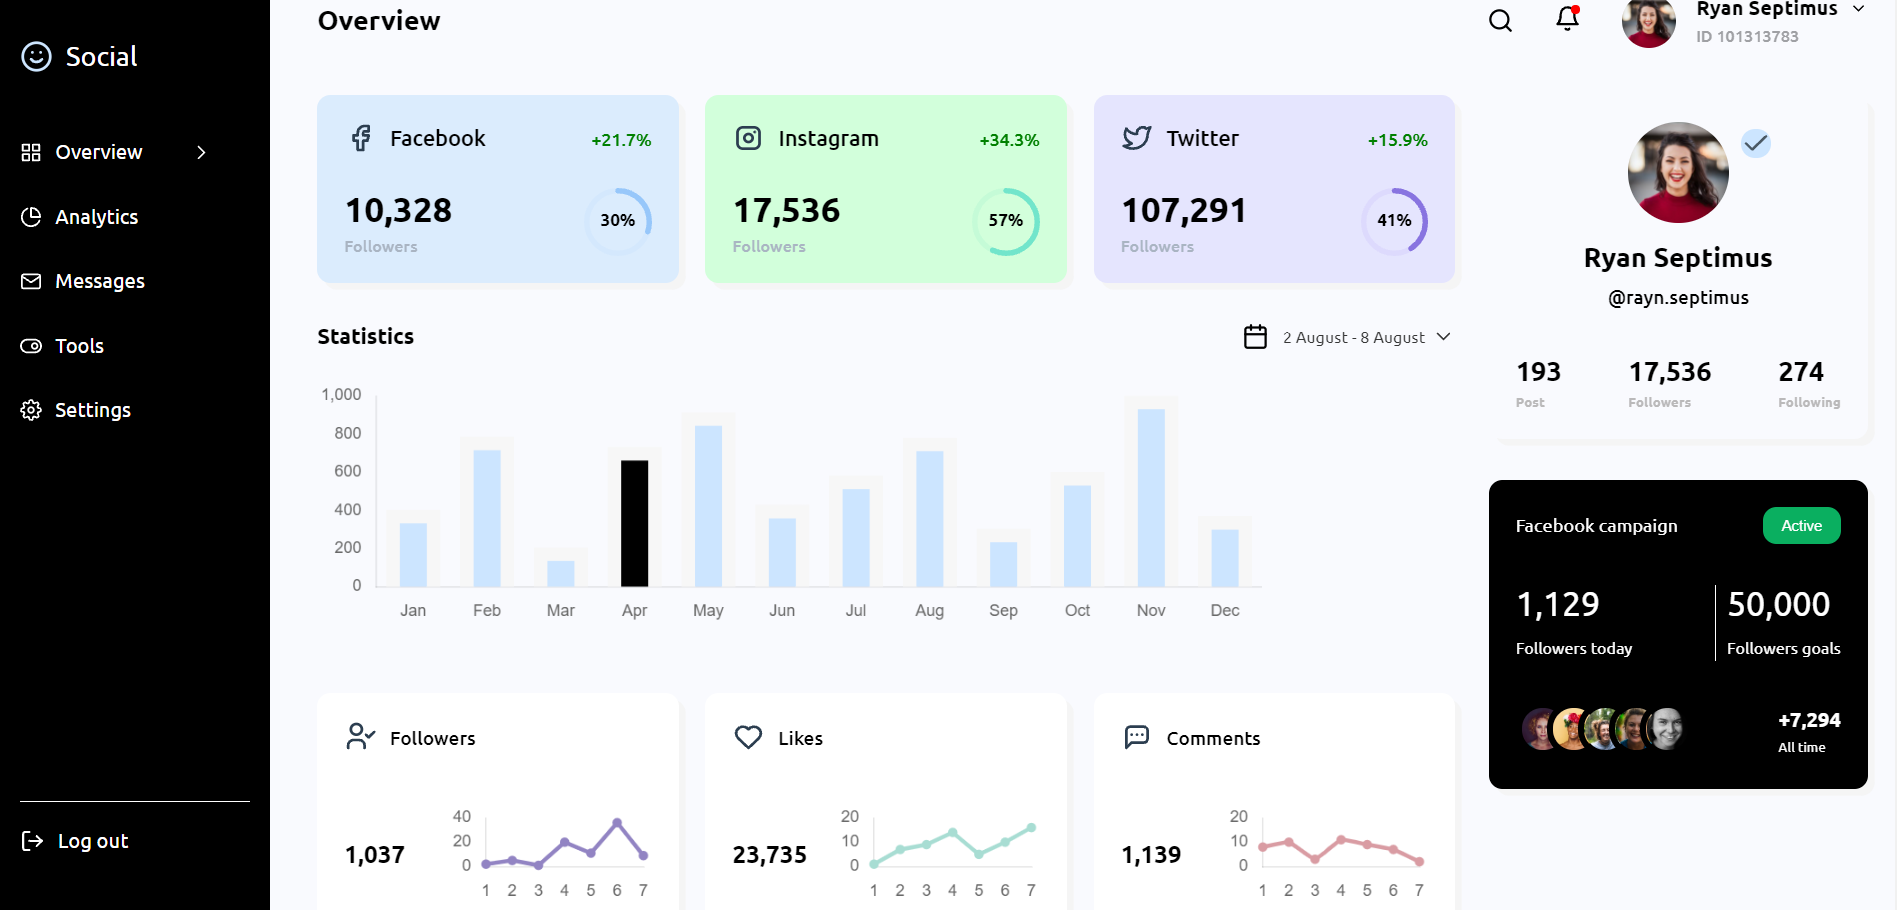 Social
Overview
Analytics
Messages
Tools
Settings
Log out
Overview
Ryan Septimus
ID 101313783
Facebook +21.7%
10,328
Followers
30%
Instagram +34.3%
17,536
Followers
57%
Twitter +15.9%
107,291
Followers
41%
Statistics
2 August - 8 August
1,000
800
600
400
200
0
Jan Feb Mar Apr May Jun Jul Aug Sep Oct Nov Dec
Followers
1,037
40
20
0
1 2 3 4 5 6 7
Likes
23,735
20
10
0
1 2 3 4 5 6 7
Comments
1,139
20
10
0
1 2 3 4 5 6 7
Ryan Septimus
@rayn.septimus
193 17,536 274
Post Followers Following
Facebook campaign Active
1,129 50,000
Followers today Followers goals
+7,294
All time